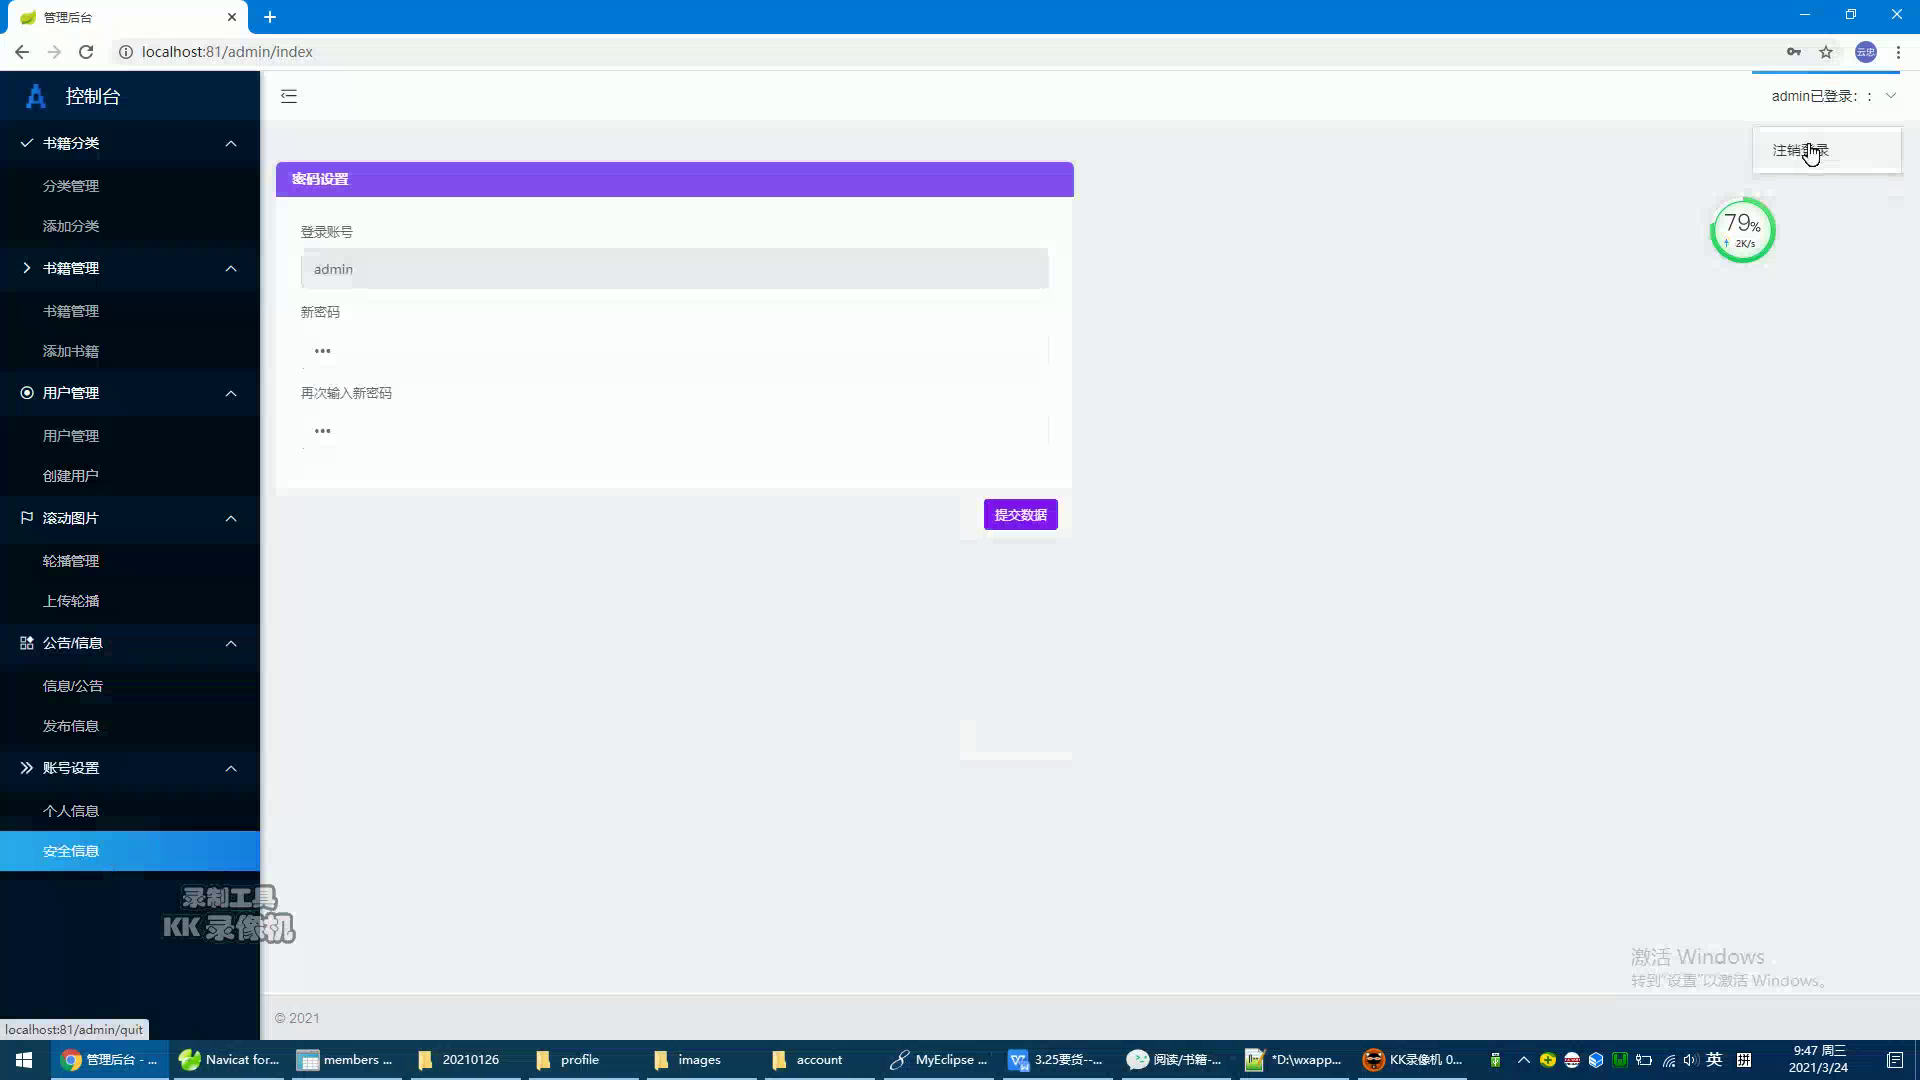 管理后台
localhost:81/admin/index
云忠
控制台
admin已登录: :
注销登录
书籍分类
分类管理
添加分类
书籍管理
书籍管理
添加书籍
用户管理
用户管理
创建用户
滚动图片
轮播管理
上传轮播
公告/信息
信息/公告
发布信息
账号设置
个人信息
安全信息
密码设置
登录账号
admin
新密码
•••
再次输入新密码
•••
提交数据
79%
2K/s
录制工具
KK 录像机
激活 Windows
转到"设置"以激活 Windows。
© 2021
localhost:81/admin/quit
管理后台 - ...
Navicat for...
members ...
20210126
profile
images
account
MyEclipse ...
3.25要货--...
阅读/书籍-...
*D:\wxapp...
KK录像机 0...
英
拼
9:47 周三
2021/3/24